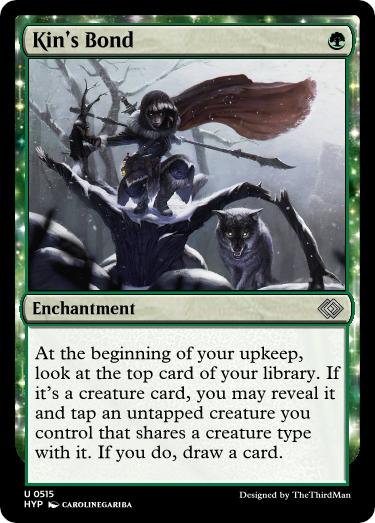 Kin's Bond
Enchantment
At the beginning of your upkeep,
look at the top card of your library. If
it's a creature card, you may reveal it
and tap an untapped creature you
control that shares a creature type
with it. If you do, draw a card.
U 0515
HYP CAROLINEGARIBA
Designed by TheThirdMan